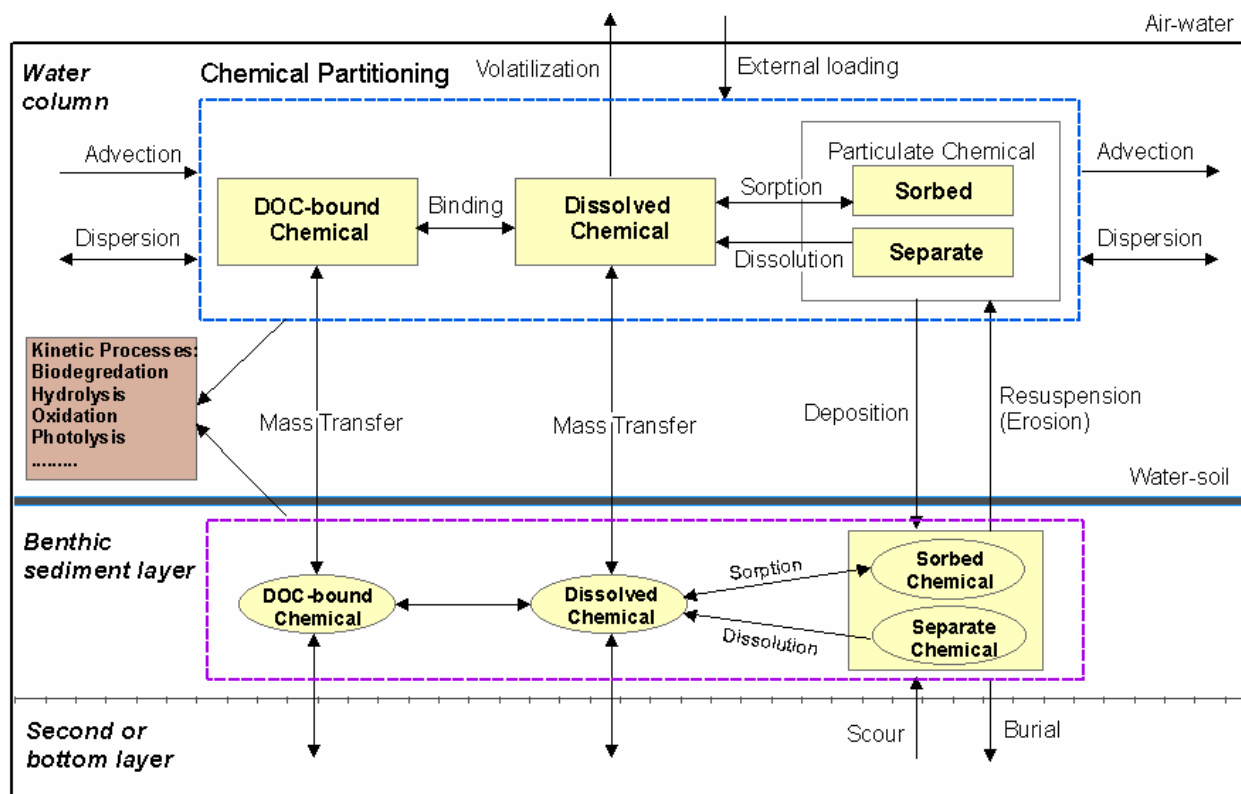 Air-water
Water
column
Chemical Partitioning
Volatilization
External loading
Advection
Dispersion
DOC-bound
Chemical
Binding
Dissolved
Chemical
Sorption
Dissolution
Particulate Chemical
Sorbed
Separate
Advection
Dispersion
Kinetic Processes:
Biodegredation
Hydrolysis
Oxidation
Photolysis
.........
Mass Transfer
Mass Transfer
Deposition
Resuspension
(Erosion)
Water-soil
Benthic
sediment layer
DOC-bound
Chemical
Dissolved
Chemical
Sorption
Dissolution
Sorbed
Chemical
Separate
Chemical
Second or
bottom layer
Scour
Burial